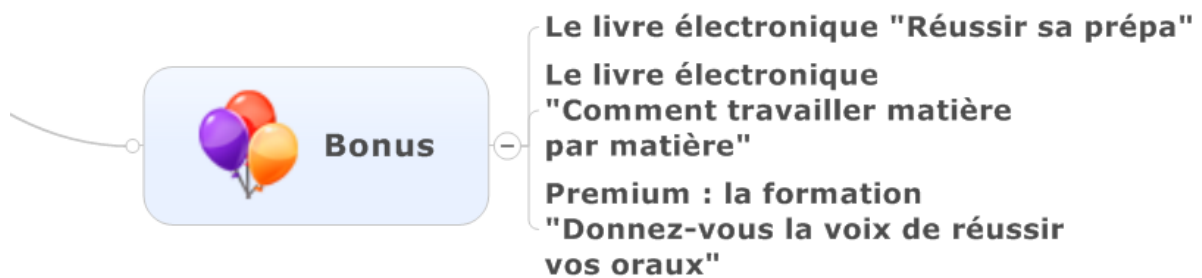 Bonus
Le livre électronique "Réussir sa prépa"
Le livre électronique
"Comment travailler matière
par matière"
Premium : la formation
"Donnez-vous la voix de réussir
vos oraux"